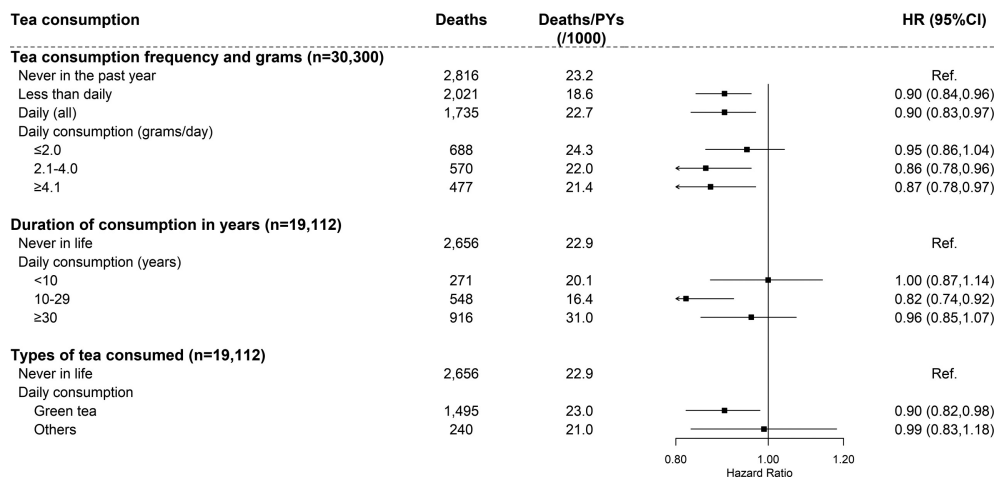 Tea consumption Deaths Deaths/PYs HR (95%CI)
(/1000)
Tea consumption frequency and grams (n=30,300)
Never in the past year 2,816 23.2 Ref.
Less than daily 2,021 18.6 0.90 (0.84,0.96)
Daily (all) 1,735 22.7 0.90 (0.83,0.97)
Daily consumption (grams/day)
≤2.0 688 24.3 0.95 (0.86,1.04)
2.1-4.0 570 22.0 0.86 (0.78,0.96)
≥4.1 477 21.4 0.87 (0.78,0.97)
Duration of consumption in years (n=19,112)
Never in life 2,656 22.9 Ref.
Daily consumption (years)
<10 271 20.1 1.00 (0.87,1.14)
10-29 548 16.4 0.82 (0.74,0.92)
≥30 916 31.0 0.96 (0.85,1.07)
Types of tea consumed (n=19,112)
Never in life 2,656 22.9 Ref.
Daily consumption
Green tea 1,495 23.0 0.90 (0.82,0.98)
Others 240 21.0 0.99 (0.83,1.18)
0.80 1.00 1.20
Hazard Ratio